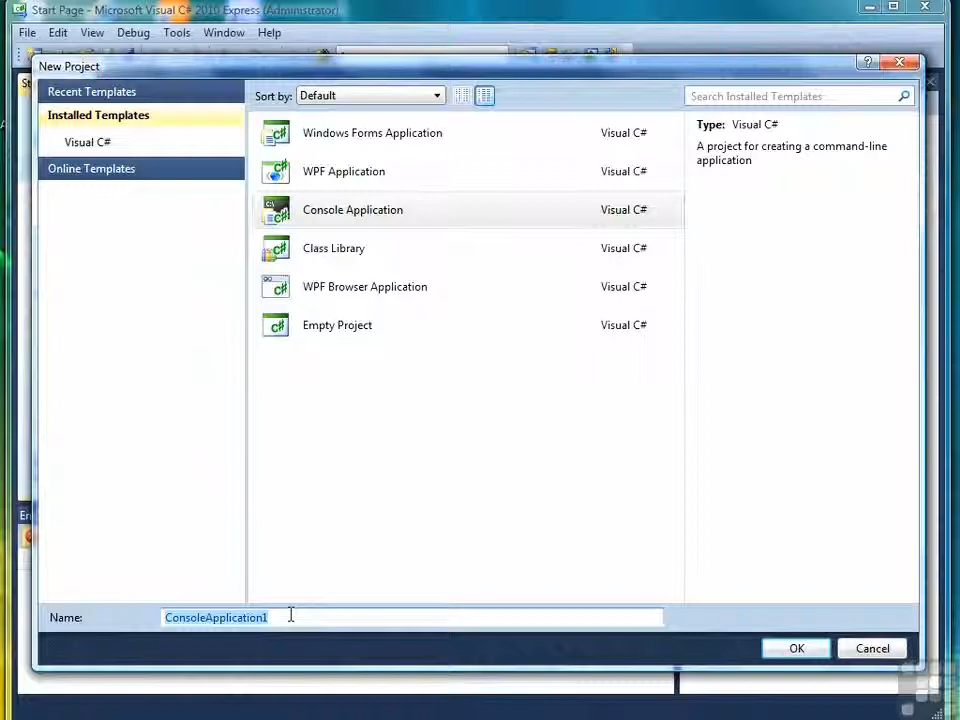 Start Page - Microsoft Visual C# 2010 Express (Administrator)
File Edit View Debug Tools Window Help
New Project
Recent Templates
Sort by: Default
Search Installed Templates
Installed Templates
Visual C#
Online Templates
Windows Forms Application Visual C#
WPF Application Visual C#
Console Application Visual C#
Class Library Visual C#
WPF Browser Application Visual C#
Empty Project Visual C#
Type: Visual C#
A project for creating a command-line
application
Name: ConsoleApplication1
OK Cancel